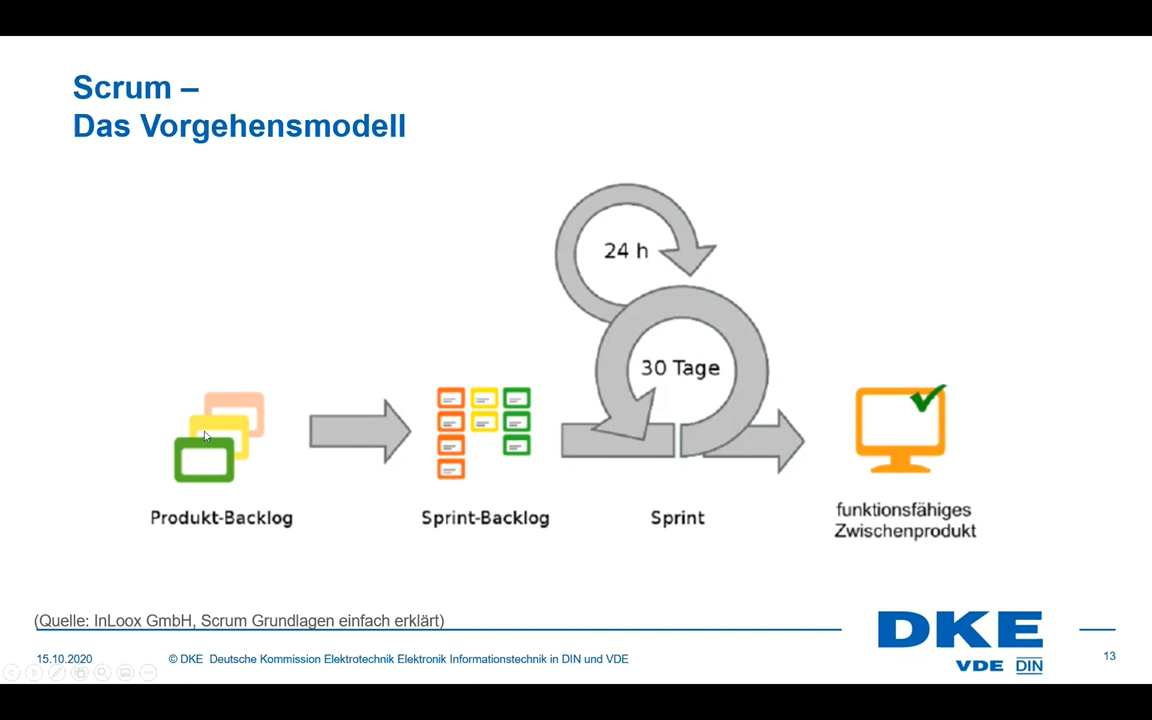 Scrum –
Das Vorgehensmodell
24 h
30 Tage
Produkt-Backlog
Sprint-Backlog
Sprint
funktionsfähiges
Zwischenprodukt
(Quelle: InLoox GmbH, Scrum Grundlagen einfach erklärt)
DKE
VDE DIN
15.10.2020
© DKE Deutsche Kommission Elektrotechnik Elektronik Informationstechnik in DIN und VDE
13